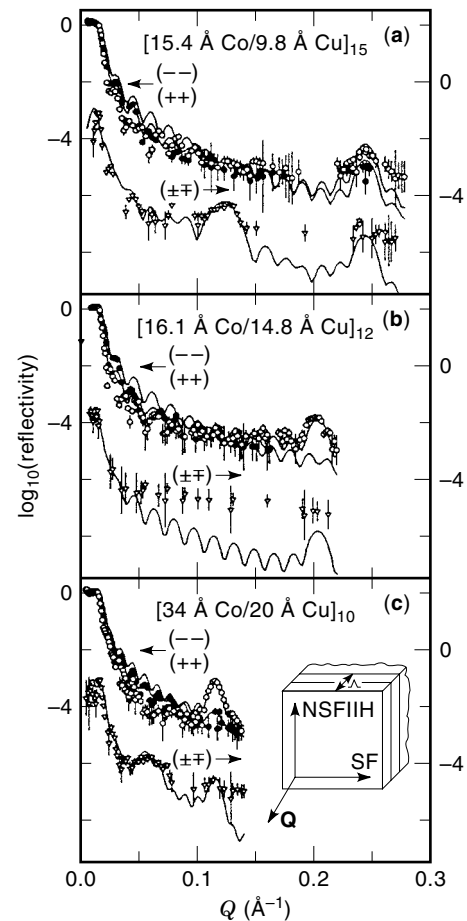 0
[15.4 Å Co/9.8 Å Cu]15 (a)
(− −)
(++)
0
−4
(±∓)
−4
0
[16.1 Å Co/14.8 Å Cu]12 (b)
(− −)
(++)
0
−4
(±∓)
−4
log10(reflectivity)
0
[34 Å Co/20 Å Cu]10 (c)
(− −)
(++)
0
−4
(±∓)
−4
Λ
NSFIIH
SF
Q
0.0 0.1 0.2 0.3
Q (Å−1)